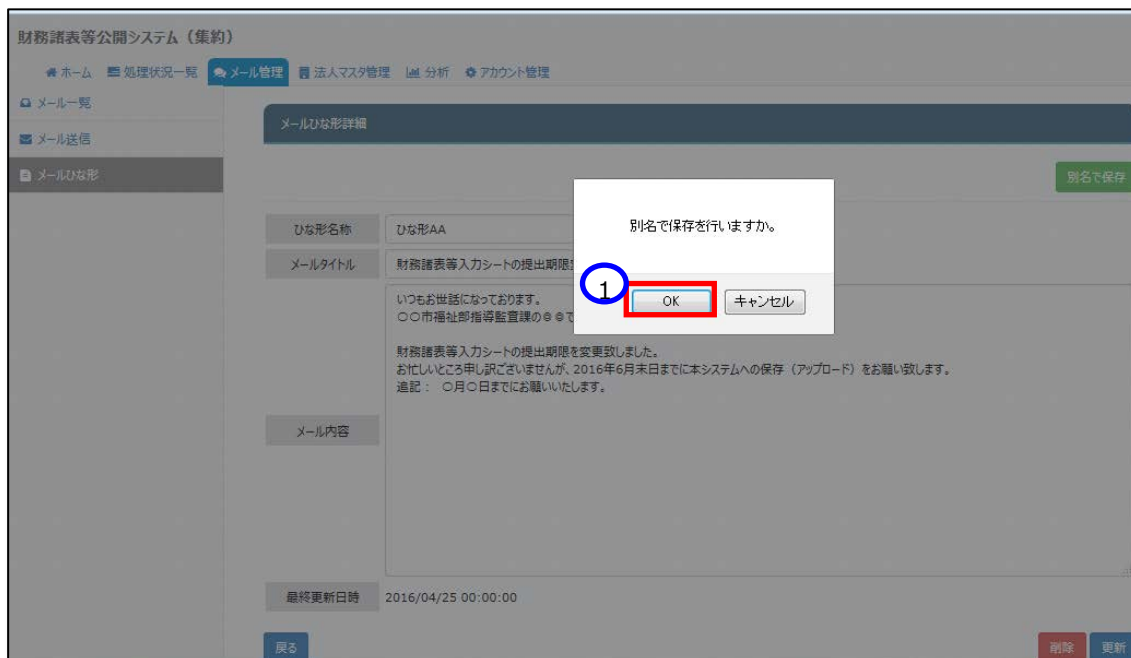 財務諸表等公開システム（集約）
ホーム 処理状況一覧 メール管理 法人マスタ管理 分析 アカウント管理
メール一覧
メール送信
メールひな形
メールひな形詳細
別名で保存
ひな形名称 ひな形AA
メールタイトル 財務諸表等入力シートの提出期限
別名で保存を行いますか。
1
OK キャンセル
メール内容
いつもお世話になっております。
〇〇市福祉部指導監査課の
財務諸表等入力シートの提出期限を変更致しました。
お忙しいところ申し訳ございませんが、2016年6月末日までに本システムへの保存（アップロード）をお願い致します。
追記： 〇月〇日までにお願いいたします。
最終更新日時 2016/04/25 00:00:00
戻る 削除 更新